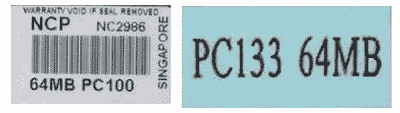 WARRANTY VOID IF SEAL REMOVED
NCP NC2986
64MB PC100
SINGAPORE
PC133 64MB